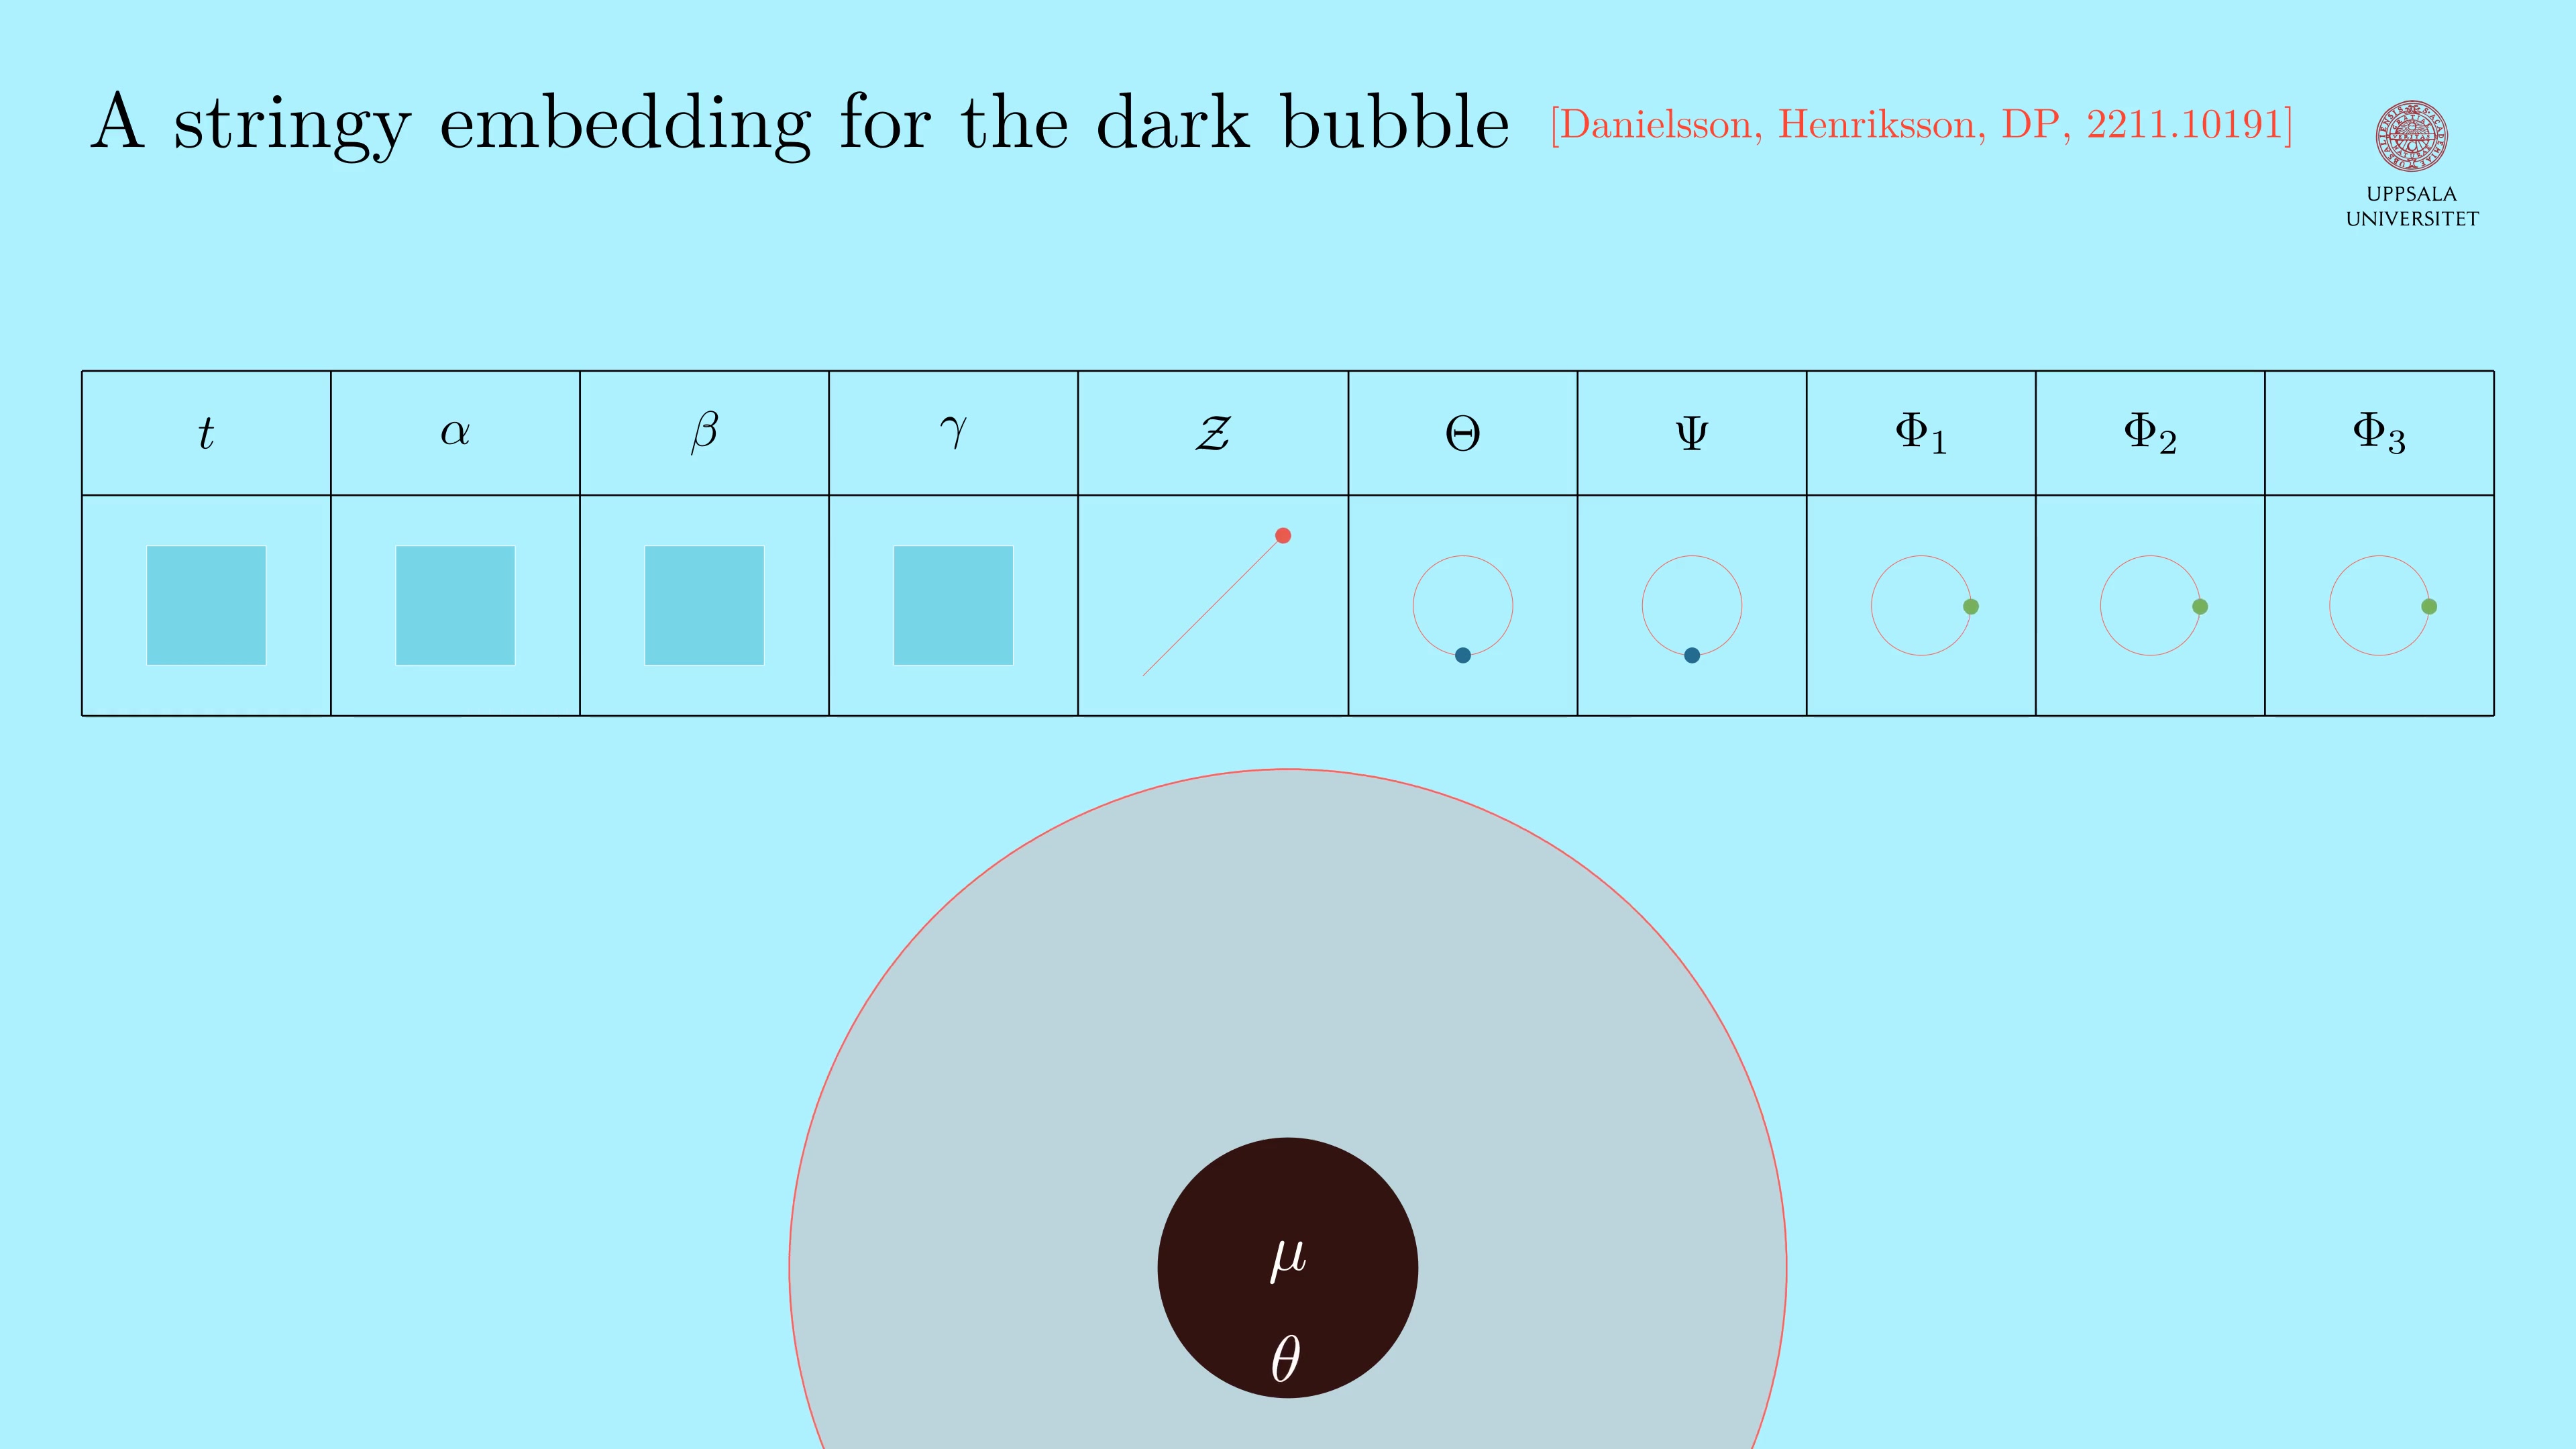 A stringy embedding for the dark bubble [Danielsson, Henriksson, DP, 2211.10191]
UPPSALA
UNIVERSITET
t α β γ 𝒵 Θ Ψ Φ₁ Φ₂ Φ₃
μ
θ